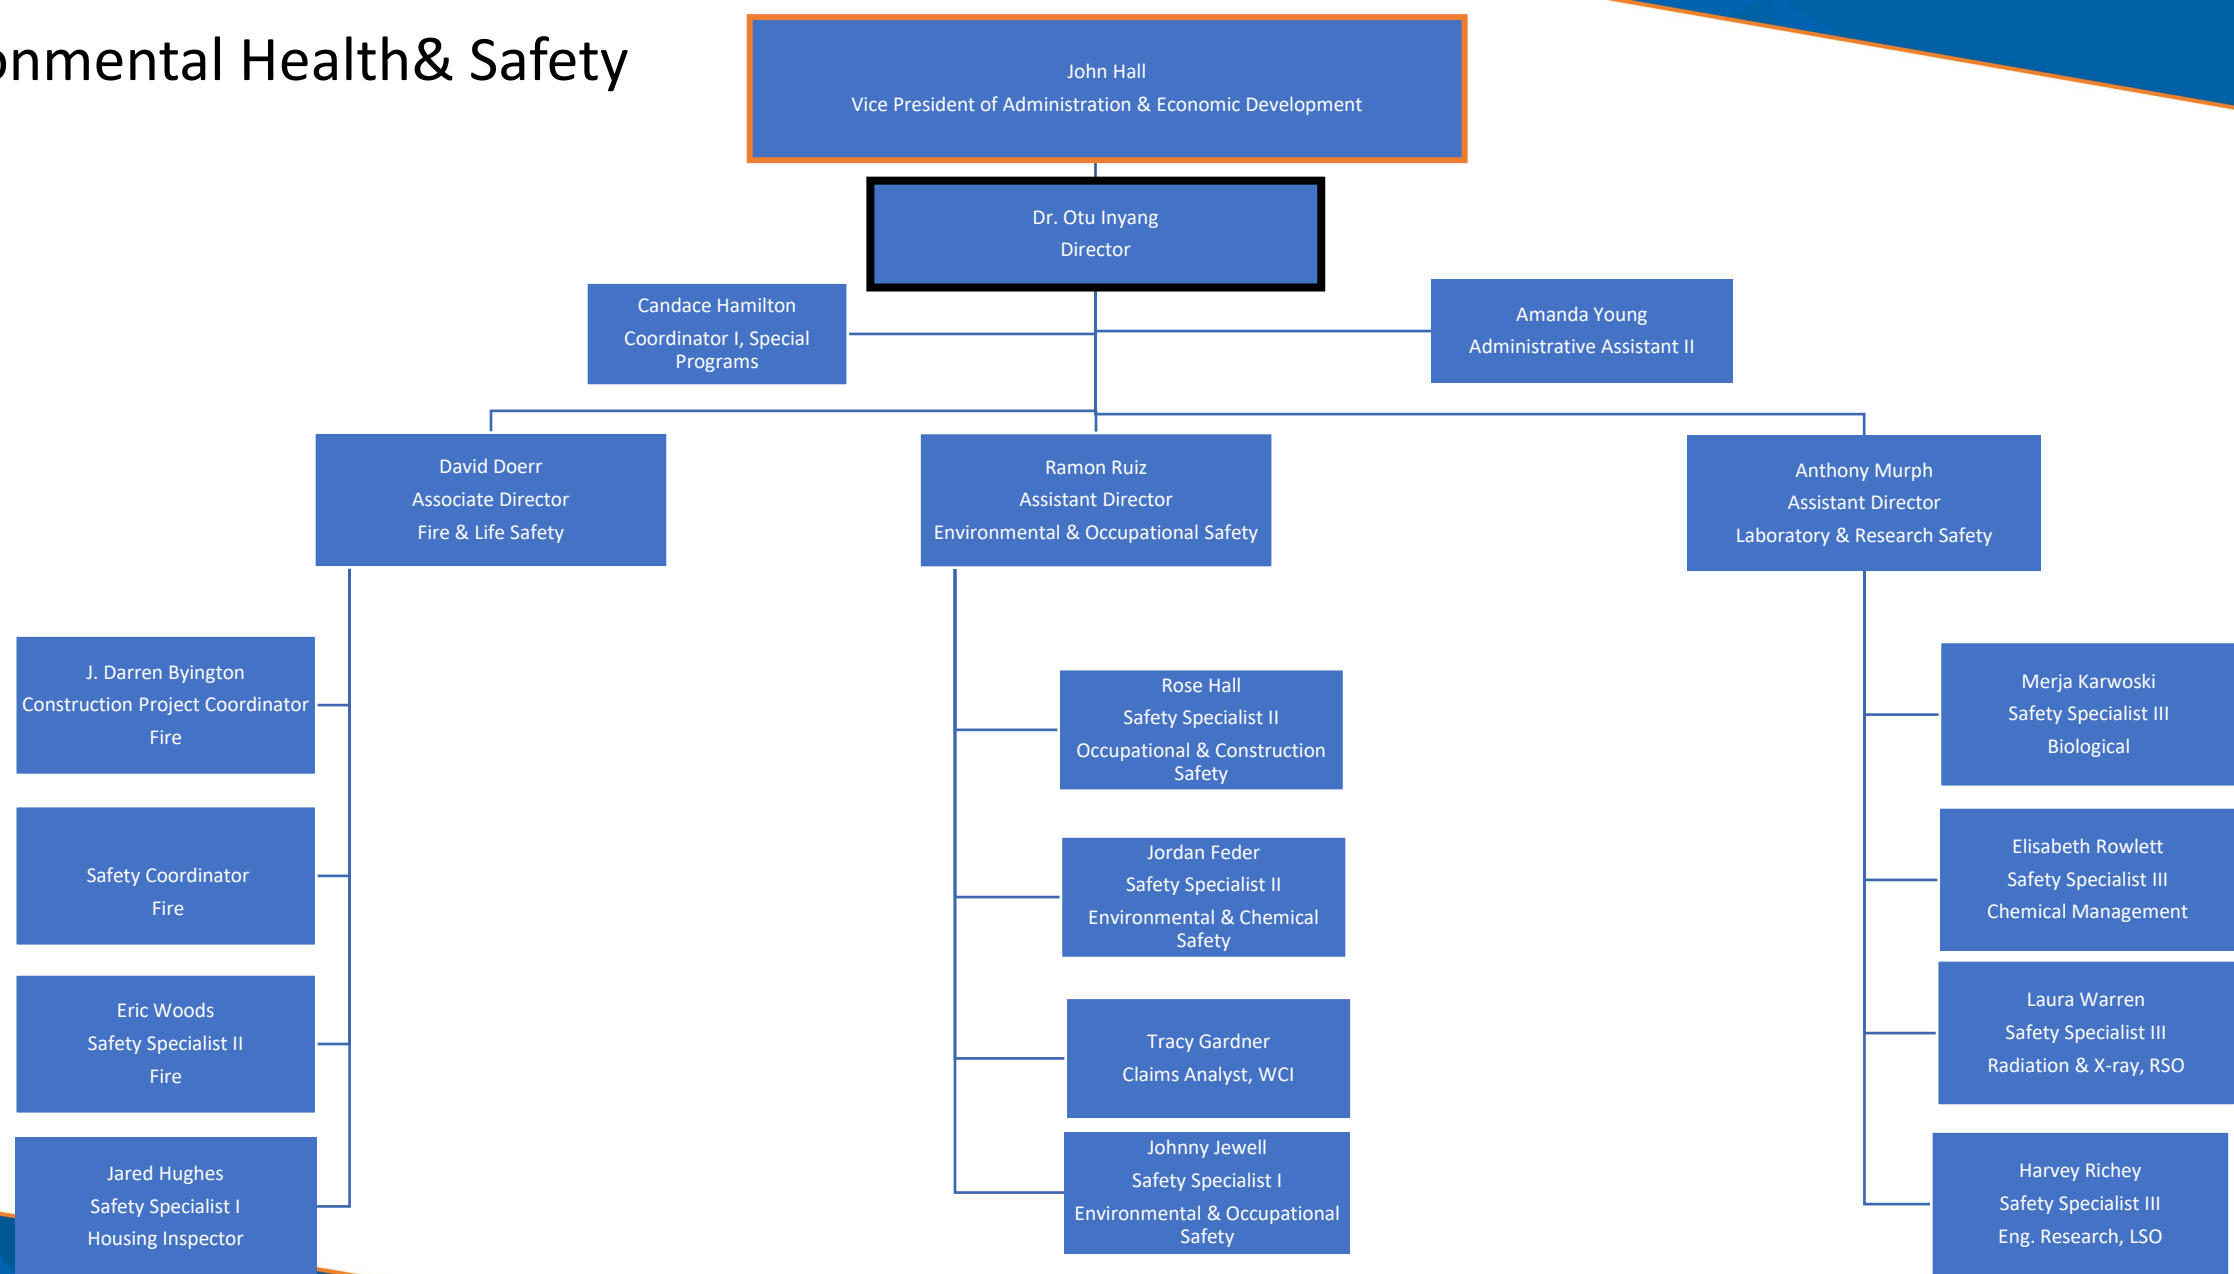 onmental Health& Safety
John Hall
Vice President of Administration & Economic Development
Dr. Otu Inyang
Director
Candace Hamilton
Coordinator I, Special
Programs
Amanda Young
Administrative Assistant II
David Doerr
Associate Director
Fire & Life Safety
Ramon Ruiz
Assistant Director
Environmental & Occupational Safety
Anthony Murph
Assistant Director
Laboratory & Research Safety
J. Darren Byington
Construction Project Coordinator
Fire
Safety Coordinator
Fire
Eric Woods
Safety Specialist II
Fire
Jared Hughes
Safety Specialist I
Housing Inspector
Rose Hall
Safety Specialist II
Occupational & Construction
Safety
Jordan Feder
Safety Specialist II
Environmental & Chemical
Safety
Tracy Gardner
Claims Analyst, WCI
Johnny Jewell
Safety Specialist I
Environmental & Occupational
Safety
Merja Karwoski
Safety Specialist III
Biological
Elisabeth Rowlett
Safety Specialist III
Chemical Management
Laura Warren
Safety Specialist III
Radiation & X-ray, RSO
Harvey Richey
Safety Specialist III
Eng. Research, LSO